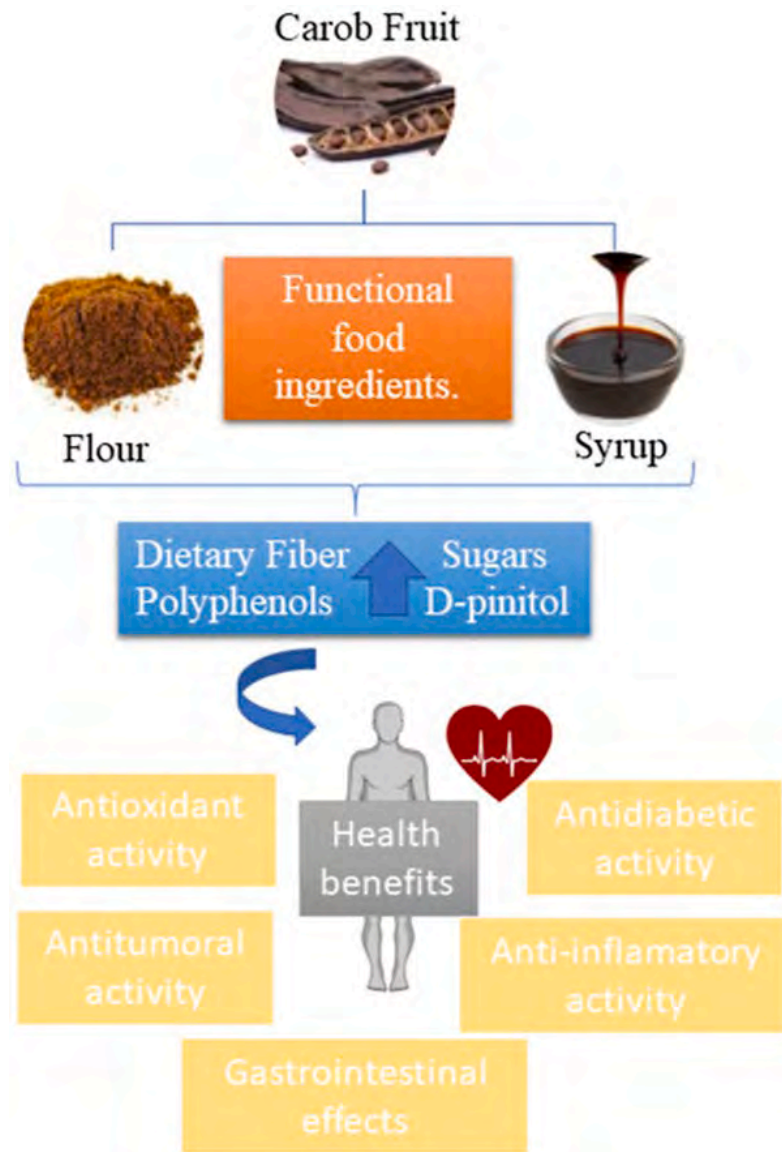 Carob Fruit
Functional
food
ingredients.
Flour
Syrup
Dietary Fiber
Polyphenols
Sugars
D-pinitol
Antioxidant
activity
Health
benefits
Antidiabetic
activity
Antitumoral
activity
Anti-inflamatory
activity
Gastrointestinal
effects